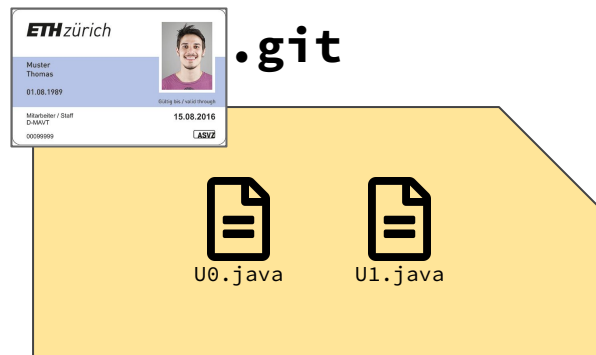 ETH zürich
.git
Muster
Thomas
01.08.1989
Gültig bis / valid through
Mitarbeiter / Staff
15.08.2016
D-MAVT
00099999
ASVZ
U0.java
U1.java